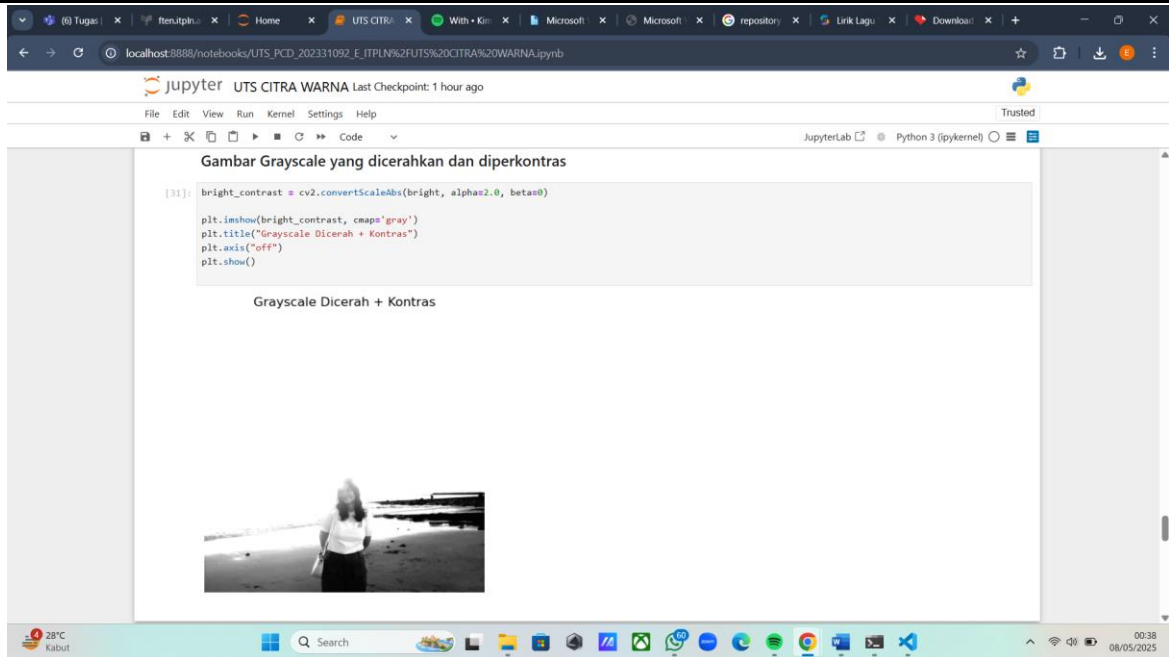 (6) Tugas |
ften.itpln.a
Home
UTS CITRA
With • Kim
Microsoft
Microsoft
repository
Lirik Lagu
Download
localhost:8888/notebooks/UTS_PCD_202331092_E_ITPLN%2FUTS%20CITRA%20WARNA.ipynb
E
jupyter UTS CITRA WARNA Last Checkpoint: 1 hour ago
File Edit View Run Kernel Settings Help
Trusted
Code
JupyterLab
Python 3 (ipykernel)
Gambar Grayscale yang dicerahkan dan diperkontras
[31]: bright_contrast = cv2.convertScaleAbs(bright, alpha=2.0, beta=0)
plt.imshow(bright_contrast, cmap='gray')
plt.title("Grayscale Dicerah + Kontras")
plt.axis("off")
plt.show()
Grayscale Dicerah + Kontras
4
28°C
Kabut
Search
60
00:38
08/05/2025